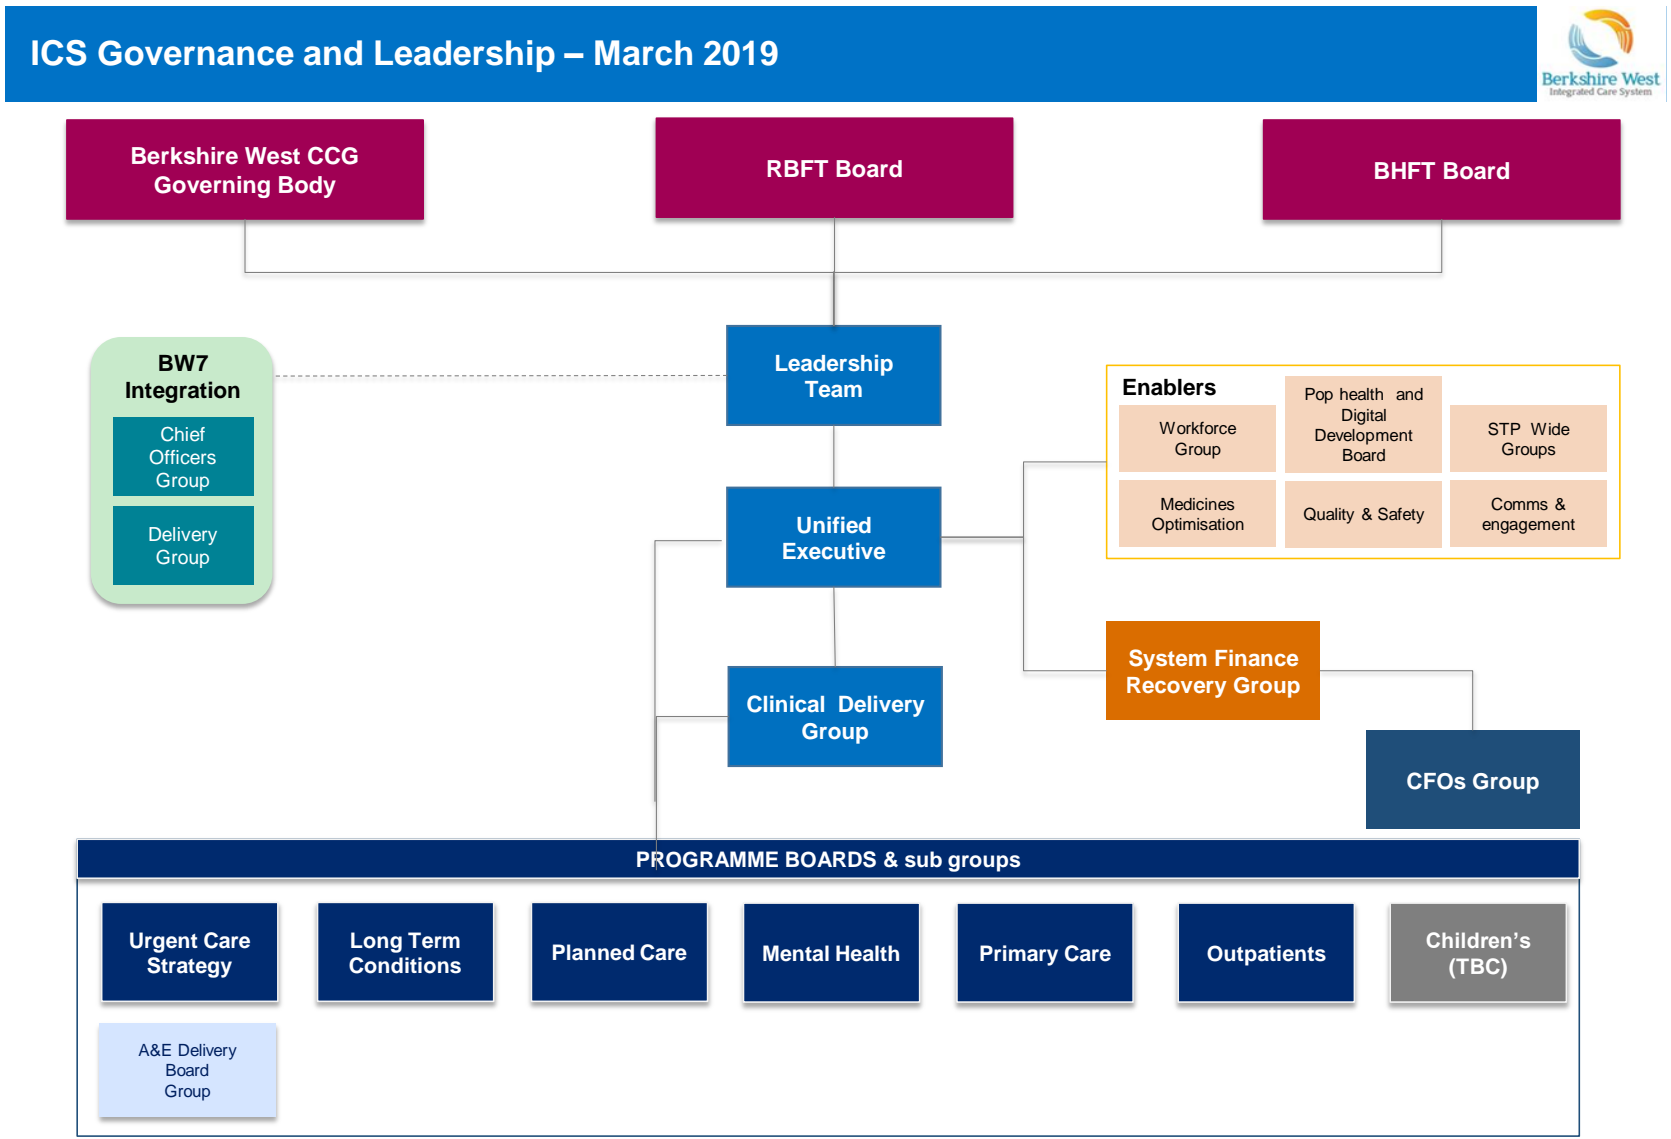 ICS Governance and Leadership – March 2019
Berkshire West
Integrated Care System
Berkshire West CCG
Governing Body
RBFT Board
BHFT Board
Leadership
Team
BW7
Integration
Chief
Officers
Group
Delivery
Group
Enablers
Workforce
Group
Pop health and
Digital
Development
Board
STP Wide
Groups
Medicines
Optimisation
Quality & Safety
Comms &
engagement
Unified
Executive
System Finance
Recovery Group
Clinical Delivery
Group
CFOs Group
PROGRAMME BOARDS & sub groups
Urgent Care
Strategy
Long Term
Conditions
Planned Care
Mental Health
Primary Care
Outpatients
Children’s
(TBC)
A&E Delivery
Board
Group